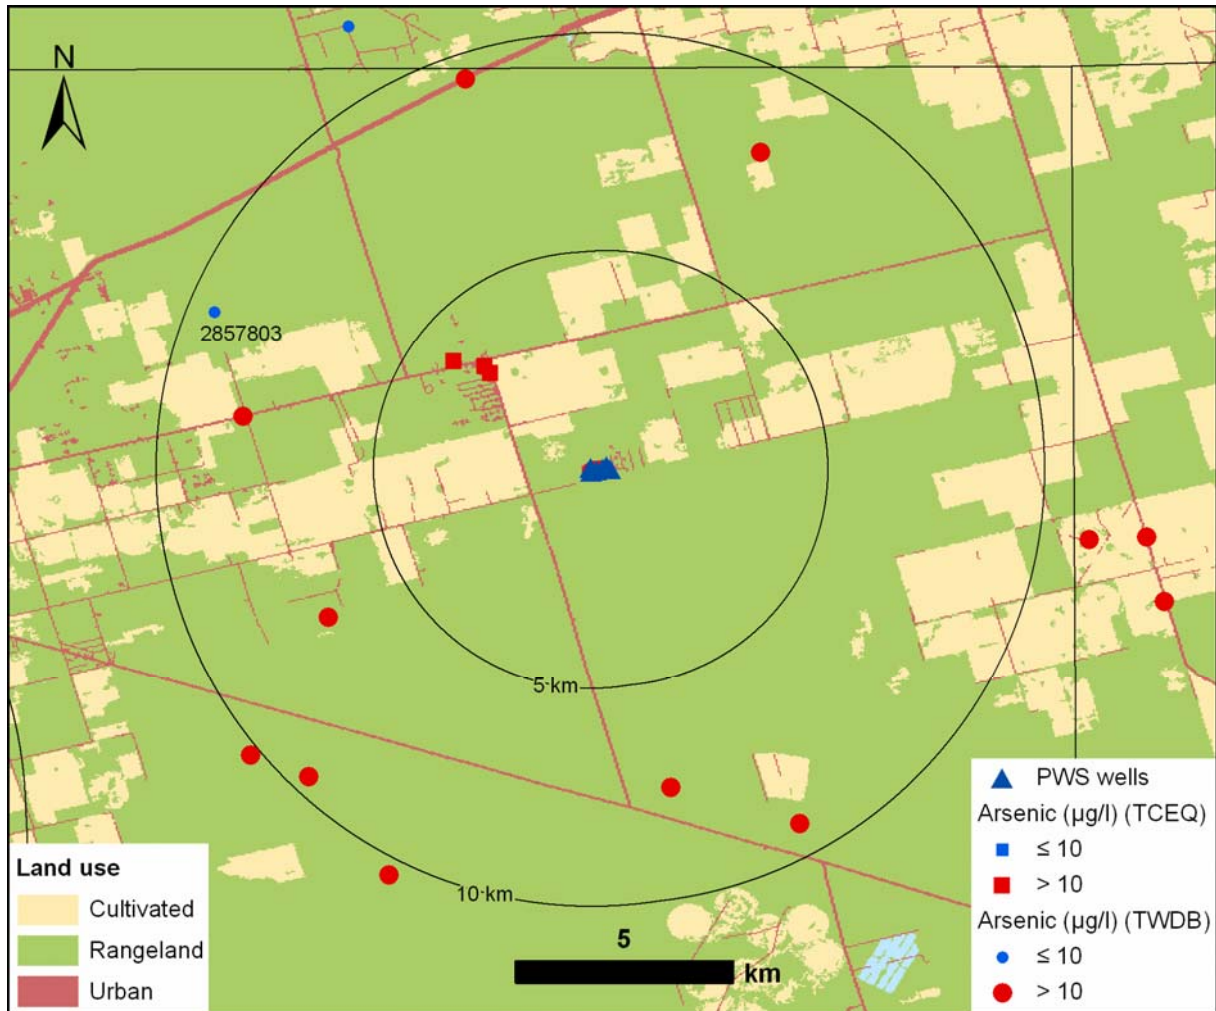 N
2857803
5 km
10 km
5
km
Land use
Cultivated
Rangeland
Urban
PWS wells
Arsenic (µg/l) (TCEQ)
≤ 10
> 10
Arsenic (µg/l) (TWDB)
≤ 10
> 10